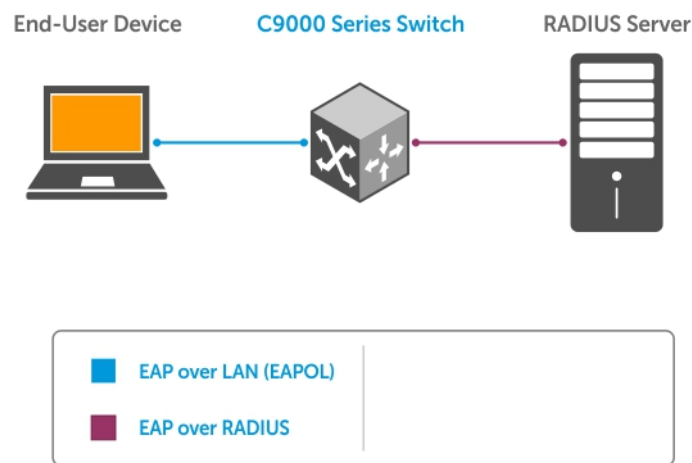 End-User Device
C9000 Series Switch
RADIUS Server
EAP over LAN (EAPOL)
EAP over RADIUS